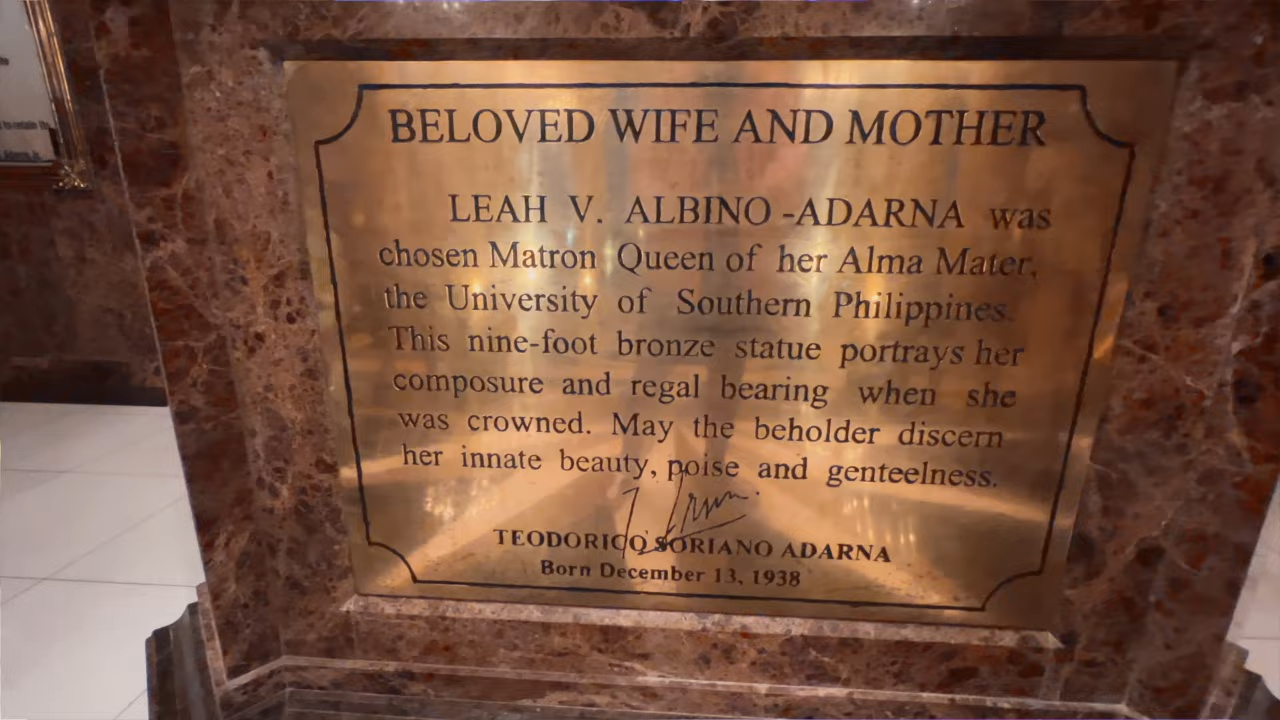 BELOVED WIFE AND MOTHER
LEAH V. ALBINO -ADARNA was
chosen Matron Queen of her Alma Mater,
the University of Southern Philippines.
This nine-foot bronze statue portrays her
composure and regal bearing when she
was crowned. May the beholder discern
her innate beauty, poise and genteelness.
TEODORICO SORIANO ADARNA
Born December 13, 1938